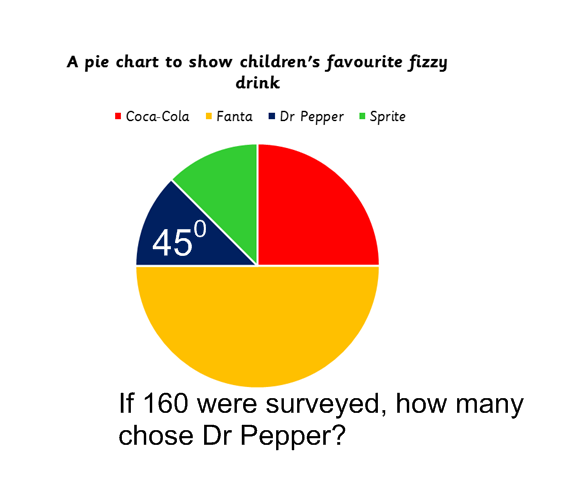 A pie chart to show children's favourite fizzy
drink
Coca-Cola Fanta Dr Pepper Sprite
45⁰
If 160 were surveyed, how many
chose Dr Pepper?